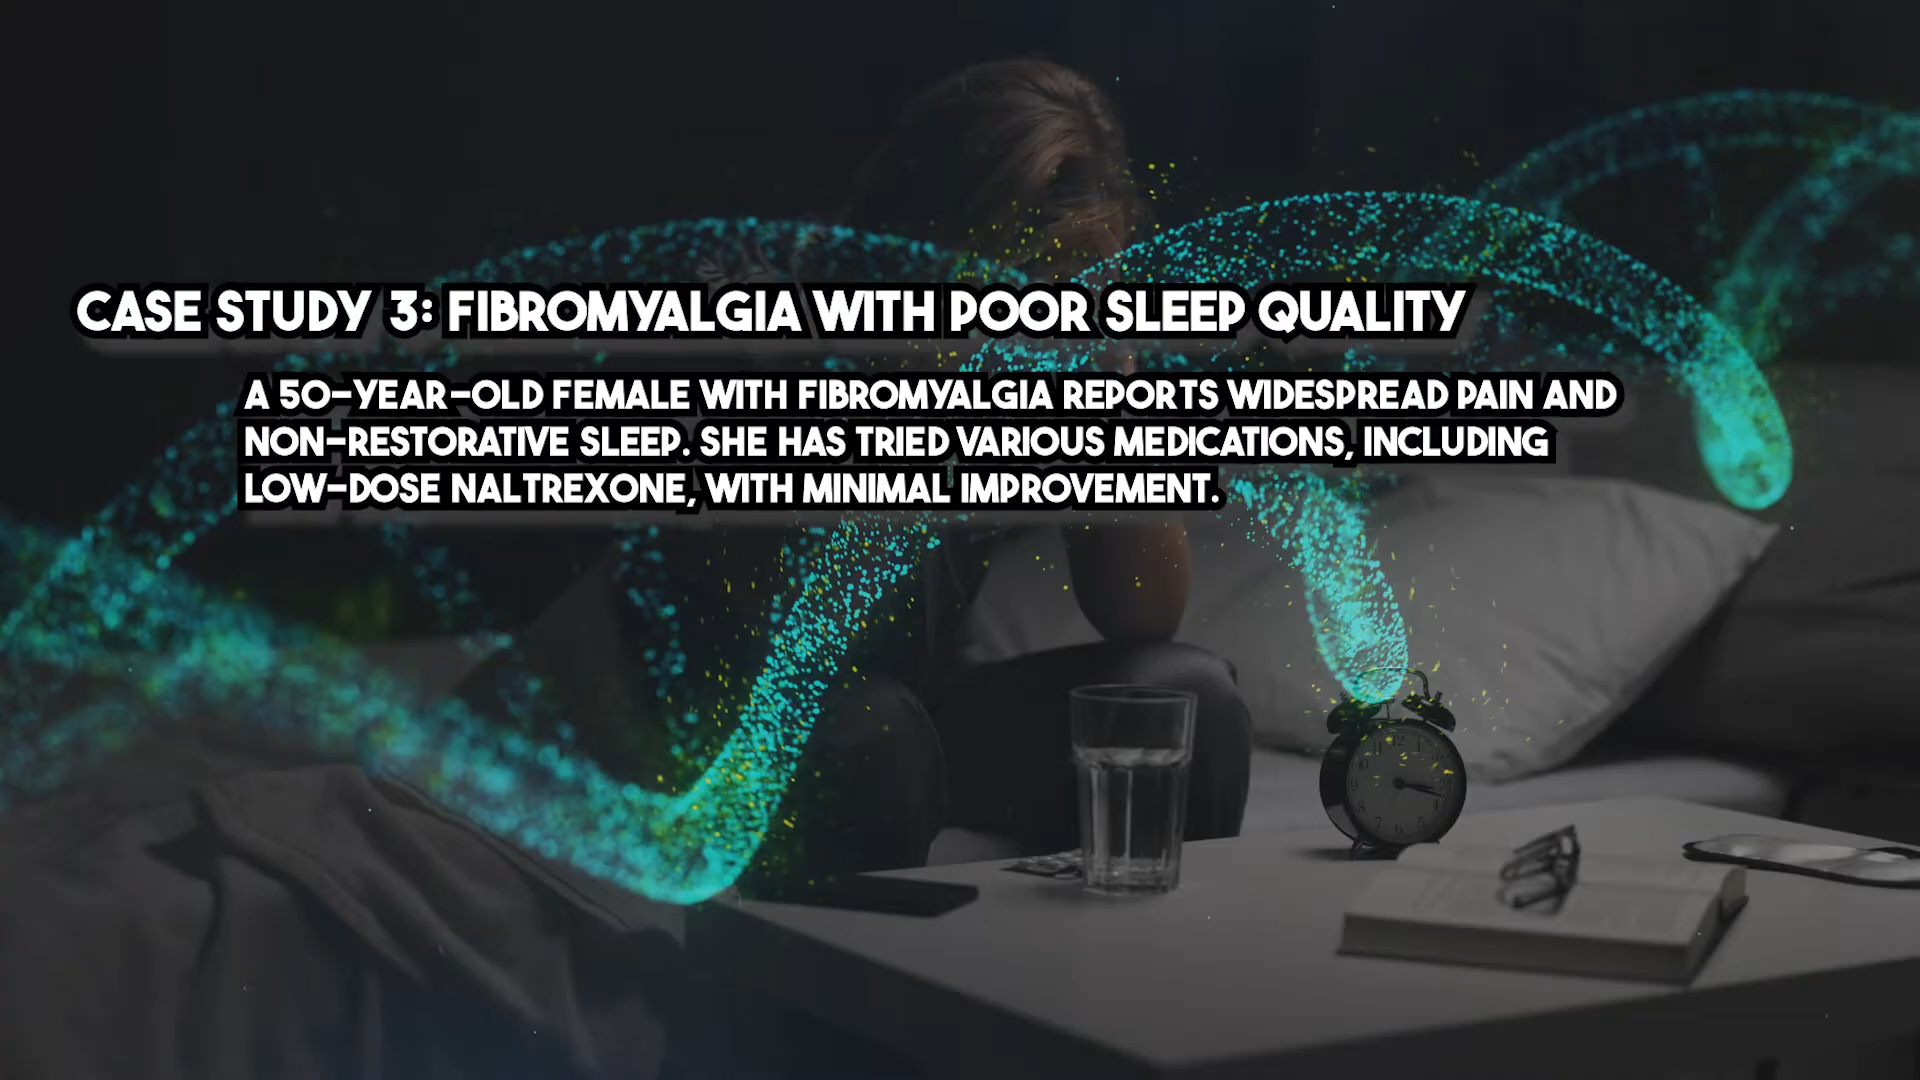 CASE STUDY 3: FIBROMYALGIA WITH POOR SLEEP QUALITY
A 50-YEAR-OLD FEMALE WITH FIBROMYALGIA REPORTS WIDESPREAD PAIN AND
NON-RESTORATIVE SLEEP. SHE HAS TRIED VARIOUS MEDICATIONS, INCLUDING
LOW-DOSE NALTREXONE, WITH MINIMAL IMPROVEMENT.